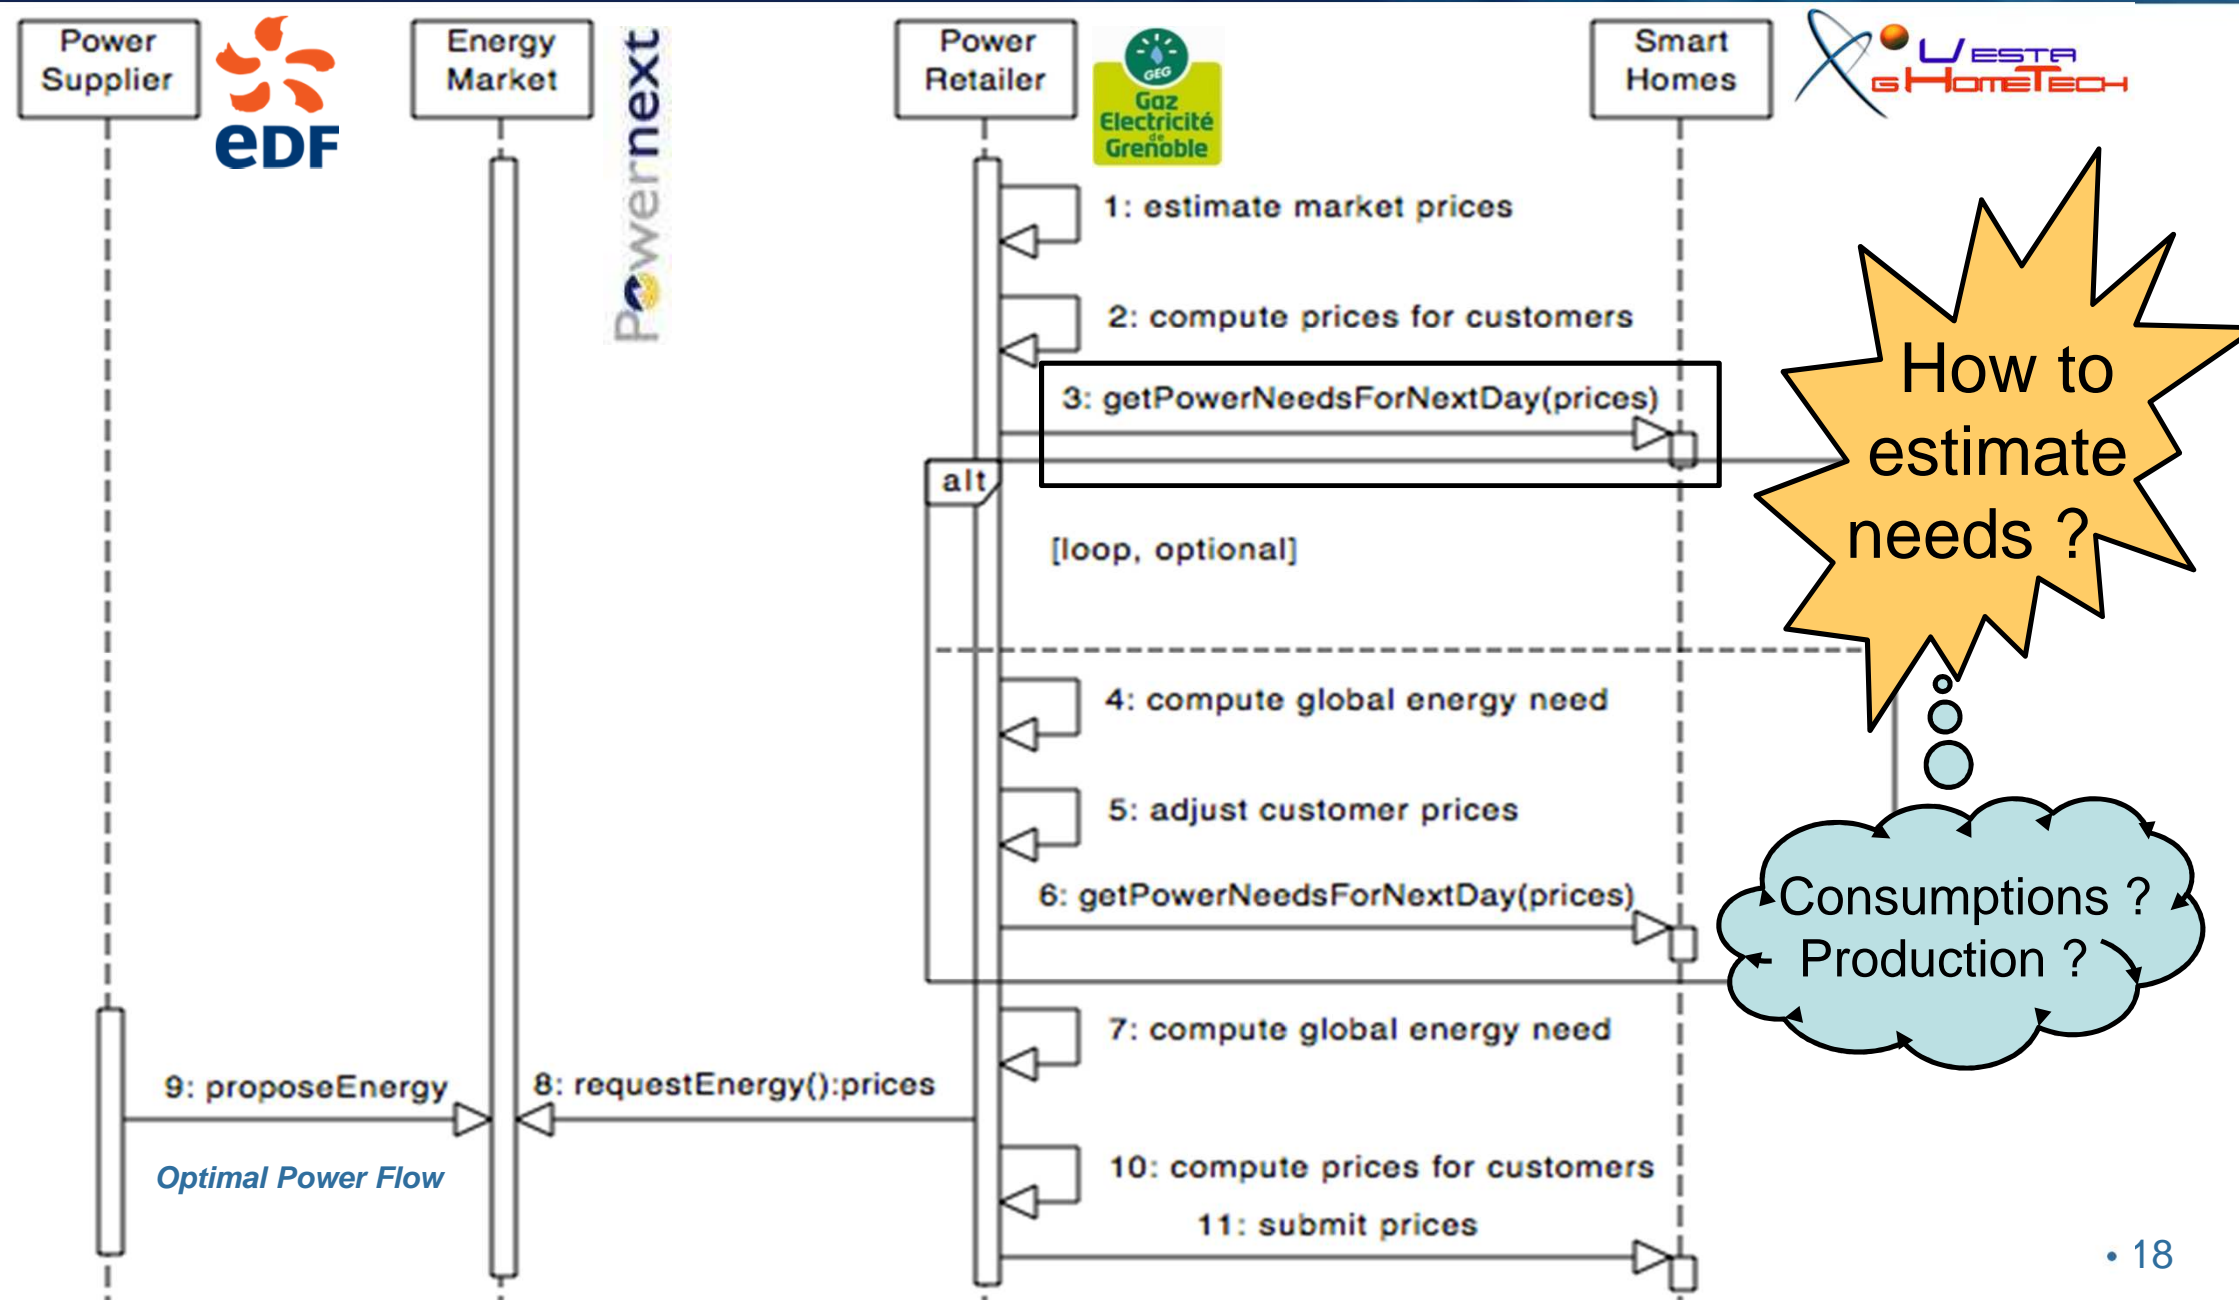 Power
Supplier
eDF
Energy
Market
Powernext
Power
Retailer
GEG
Gaz
Electricité
de
Grenoble
Smart
Homes
VESTA
GHOMETECH
1: estimate market prices
2: compute prices for customers
3: getPowerNeedsForNextDay(prices)
alt
[loop, optional]
How to
estimate
needs ?
4: compute global energy need
5: adjust customer prices
6: getPowerNeedsForNextDay(prices)
Consumptions ?
Production ?
7: compute global energy need
9: proposeEnergy
8: requestEnergy():prices
Optimal Power Flow
10: compute prices for customers
11: submit prices
• 18